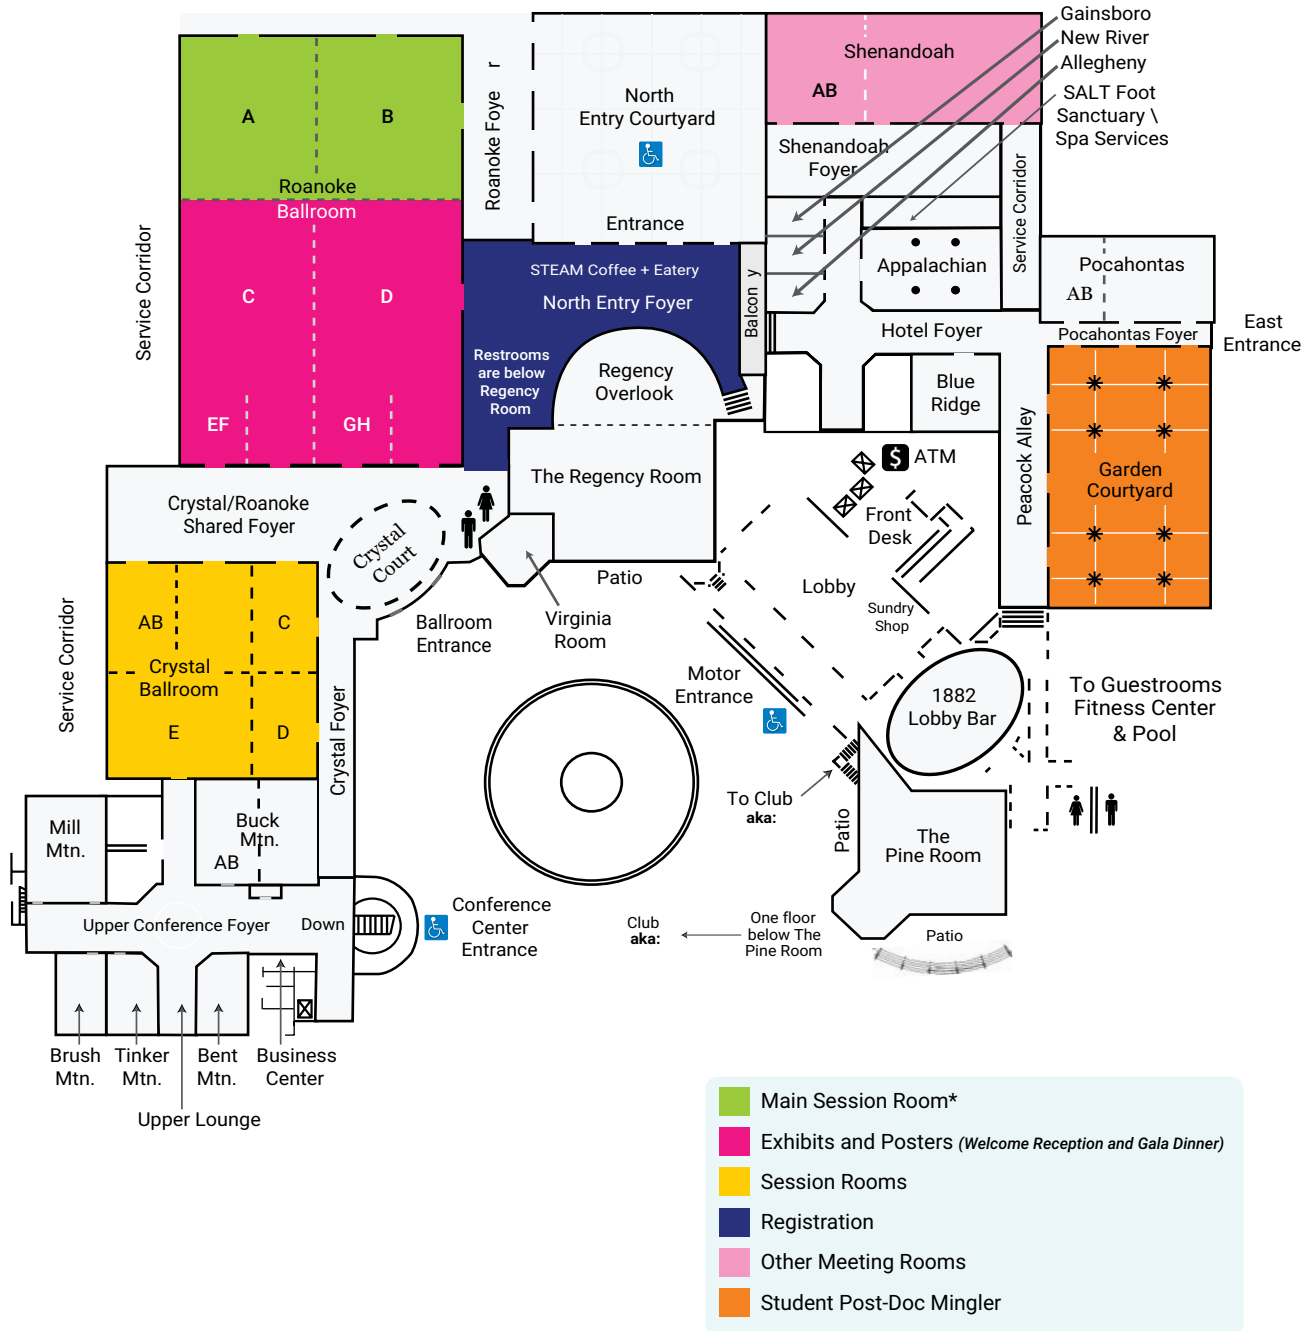 Gainsboro
New River
Allegheny
SALT Foot
Sanctuary \
Spa Services
Roanoke Foye r
North
Entry Courtyard
Entrance
Shenandoah
AB
Shenandoah
Foyer
A
B
Roanoke
Ballroom
C
D
EF
GH
Service Corridor
STEAM Coffee + Eatery
North Entry Foyer
Restrooms
are below
Regency
Room
Balcon y
Regency
Overlook
The Regency Room
Appalachian
Service Corridor
Pocahontas
AB
Hotel Foyer
Pocahontas Foyer
East
Entrance
Blue
Ridge
Peacock Alley
Garden
Courtyard
$ ATM
Front
Desk
Lobby
Sundry
Shop
Crystal/Roanoke
Shared Foyer
Crystal
Court
Ballroom
Entrance
Virginia
Room
Patio
Motor
Entrance
1882
Lobby Bar
To Guestrooms
Fitness Center
& Pool
Service Corridor
AB
C
Crystal
Ballroom
E
D
Crystal Foyer
To Club
aka:
Patio
The
Pine Room
Mill
Mtn.
Buck
Mtn.
AB
Upper Conference Foyer
Down
Conference
Center
Entrance
Club
aka:
One floor
below The
Pine Room
Patio
Brush
Mtn.
Tinker
Mtn.
Bent
Mtn.
Business
Center
Upper Lounge
Main Session Room*
Exhibits and Posters (Welcome Reception and Gala Dinner)
Session Rooms
Registration
Other Meeting Rooms
Student Post-Doc Mingler